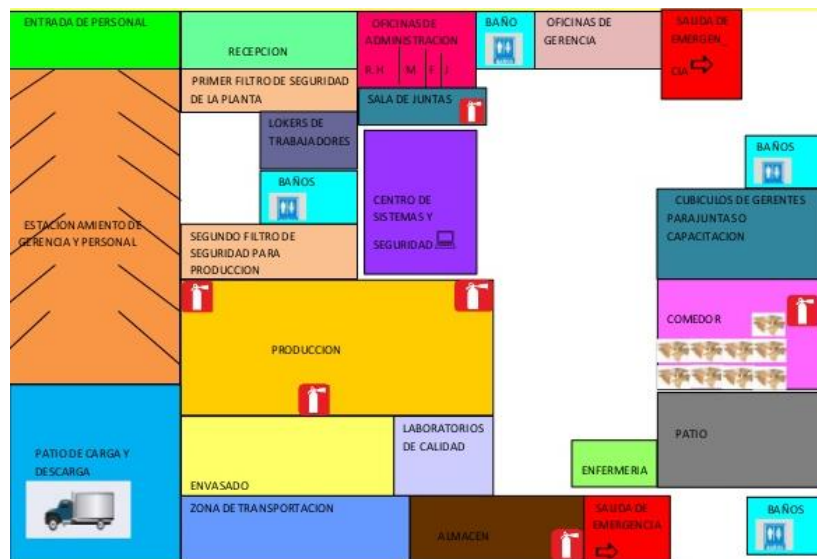 ENTRADA DE PERSONAL
RECEPCION
OFICINAS DE
ADMINISTRACION
R.H M F J
BAÑO
OFICINAS DE
GERENCIA
SALIDA DE
EMERGEN
CIA
PRIMER FILTRO DE SEGURIDAD
DE LA PLANTA
SALA DE JUNTAS
LOKERS DE
TRABAJADORES
BAÑOS
CENTRO DE
SISTEMAS Y
SEGURIDAD
BAÑOS
CUBICULOS DE GERENTES
PARA JUNTAS O
CAPACITACION
ESTACIONAMIENTO DE
GERENCIA Y PERSONAL
SEGUNDO FILTRO DE
SEGURIDAD PARA
PRODUCCION
COMEDOR
PRODUCCION
LABORATORIOS
DE CALIDAD
PATIO
PATIO DE CARGA Y
DESCARGA
ENVASADO
ENFERMERIA
ZONA DE TRANSPORTACION
ALMACEN
SALIDA DE
EMERGENCIA
BAÑOS